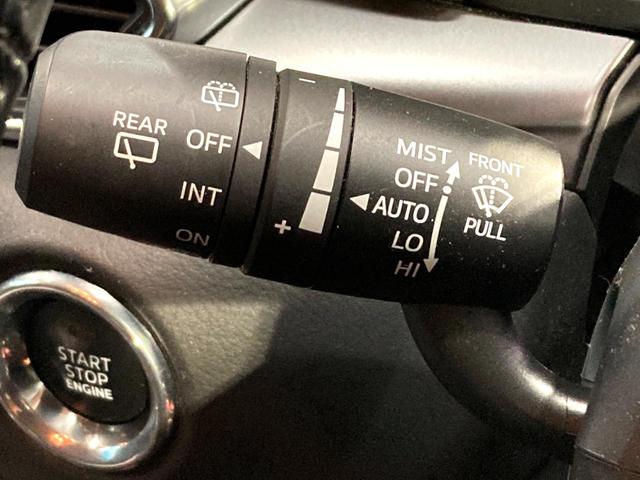 REAR
OFF
INT
ON
−
+
MIST
OFF
AUTO
LO
HI
FRONT
PULL
START
STOP
ENGINE